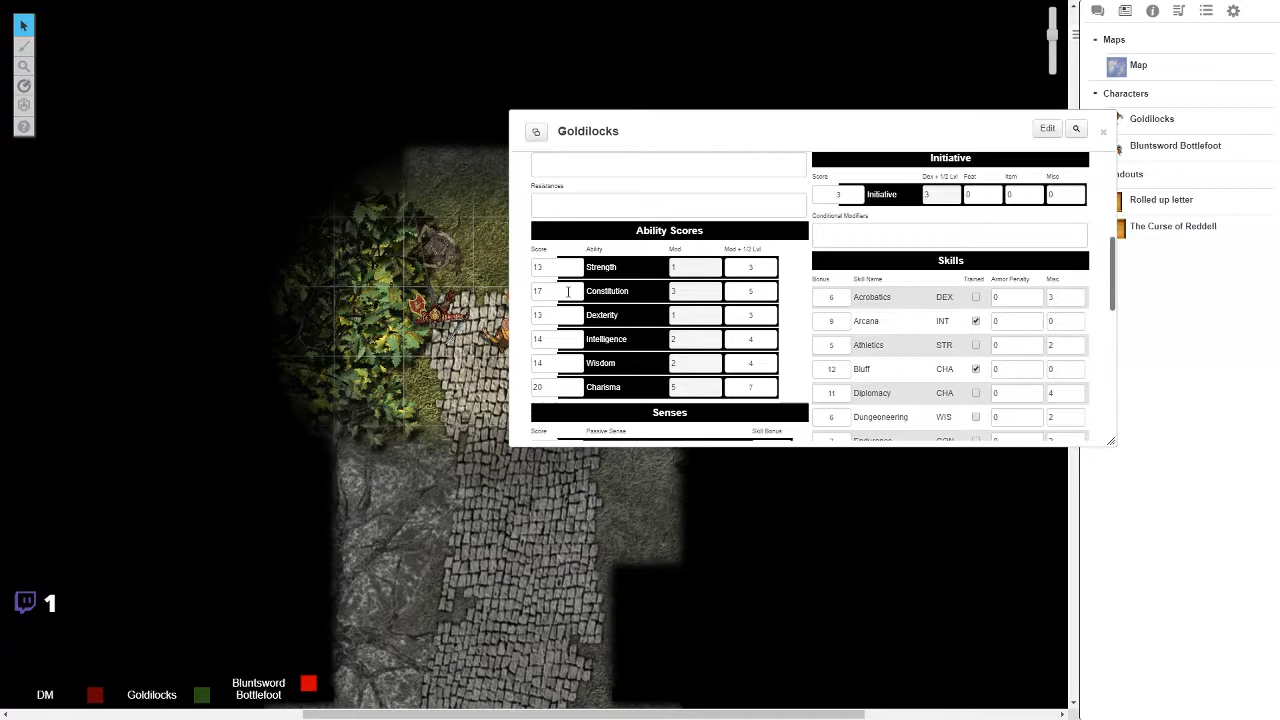 Goldilocks
Edit
Resistances
Ability Scores
Score Ability Mod Mod + 1/2 Lvl
13 Strength 1 3
17 Constitution 3 5
13 Dexterity 1 3
14 Intelligence 2 4
14 Wisdom 2 4
20 Charisma 5 7
Senses
Score Passive Sense Skill Bonus
Initiative
Score Dex + 1/2 Lvl Feat Item Misc
3 Initiative 3 0 0 0
Conditional Modifiers
Skills
Bonus Skill Name Trained Armor Penalty Misc
6 Acrobatics DEX 0 3
9 Arcana INT 0 0
5 Athletics STR 0 2
12 Bluff CHA 0 0
11 Diplomacy CHA 0 4
6 Dungeoneering WIS 0 2
Endurance CON
Maps
Map
Characters
Goldilocks
Bluntsword Bottlefoot
ndouts
Rolled up letter
The Curse of Reddell
1
DM
Goldilocks
Bluntsword
Bottlefoot